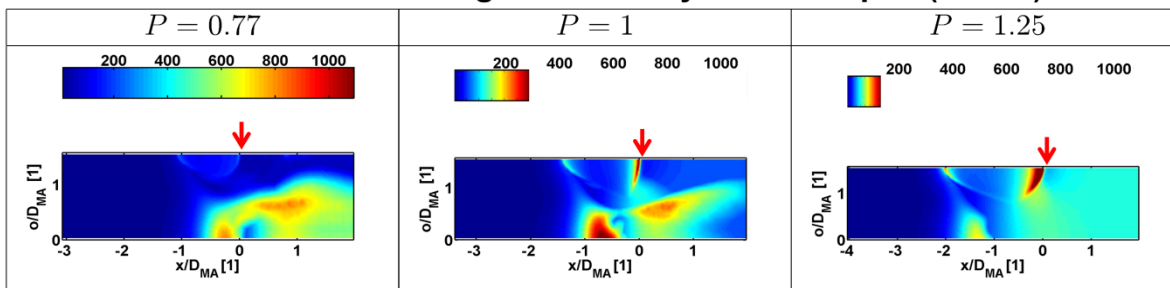 P = 0.77 P = 1 P = 1.25
200 400 600 800 1000
200 400 600 800 1000
200 400 600 800 1000
o/D_MA [1]
1
0
-3 -2 -1 0 1
x/D_MA [1]
o/D_MA [1]
1
0
-3 -2 -1 0 1
x/D_MA [1]
o/D_MA [1]
1
0
-4 -3 -2 -1 0 1
x/D_MA [1]